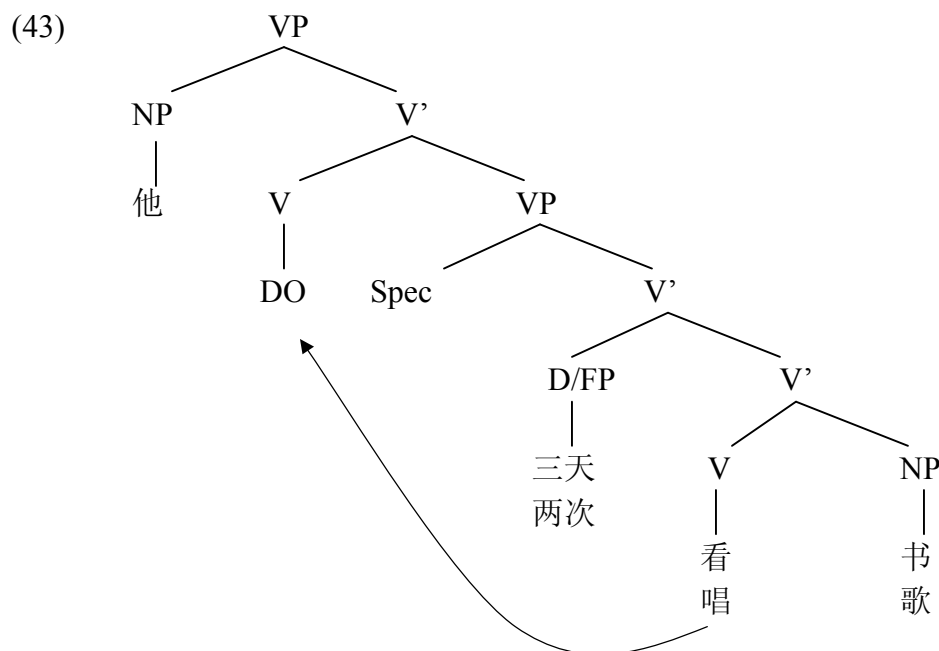 (43) VP
NP V’
他 V VP
DO Spec V’
D/FP V’
三天 V NP
两次
看 书
唱 歌